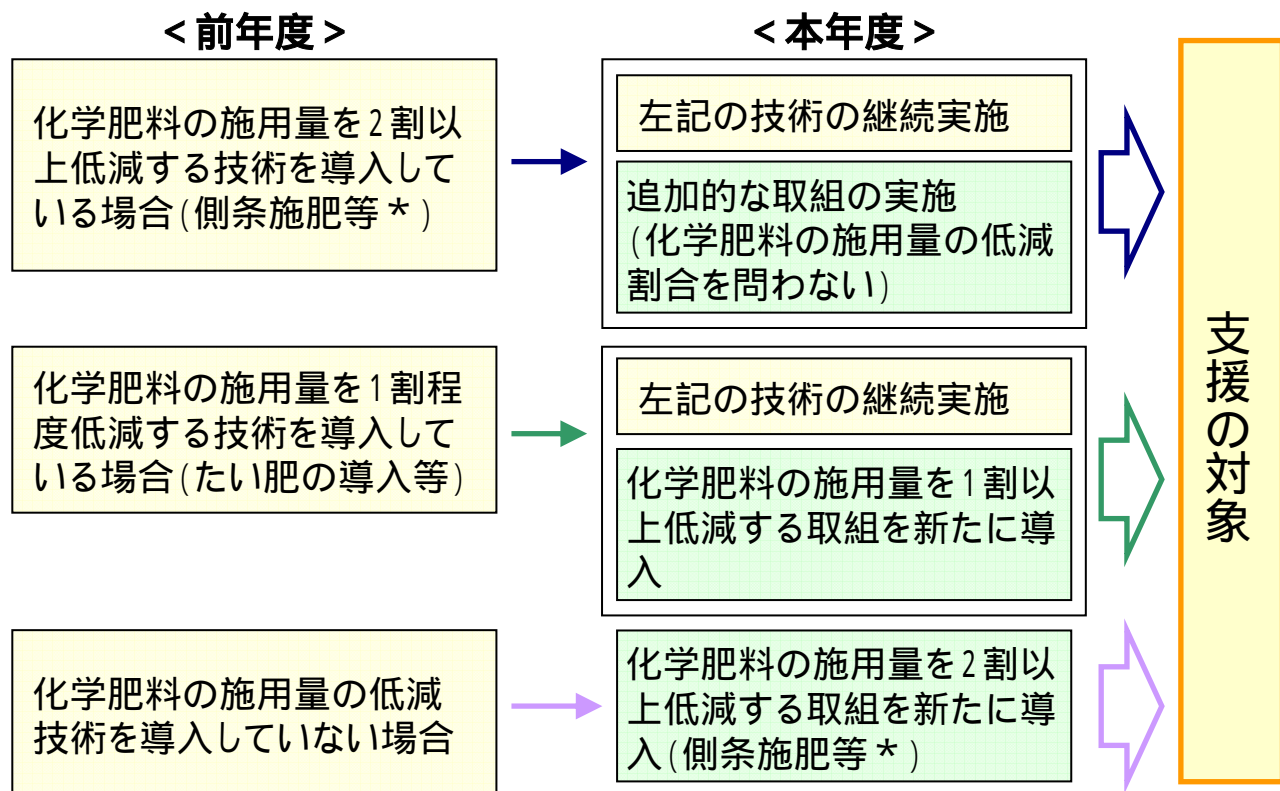 <前年度>
<本年度>
化学肥料の施用量を2割以
上低減する技術を導入して
いる場合(側条施肥等*)
左記の技術の継続実施
追加的な取組の実施
(化学肥料の施用量の低減
割合を問わない)
化学肥料の施用量を1割程
度低減する技術を導入して
いる場合(たい肥の導入等)
左記の技術の継続実施
化学肥料の施用量を1割以
上低減する取組を新たに導
入
化学肥料の施用量の低減
技術を導入していない場合
化学肥料の施用量を2割以
上低減する取組を新たに導
入(側条施肥等*)
支援の対象